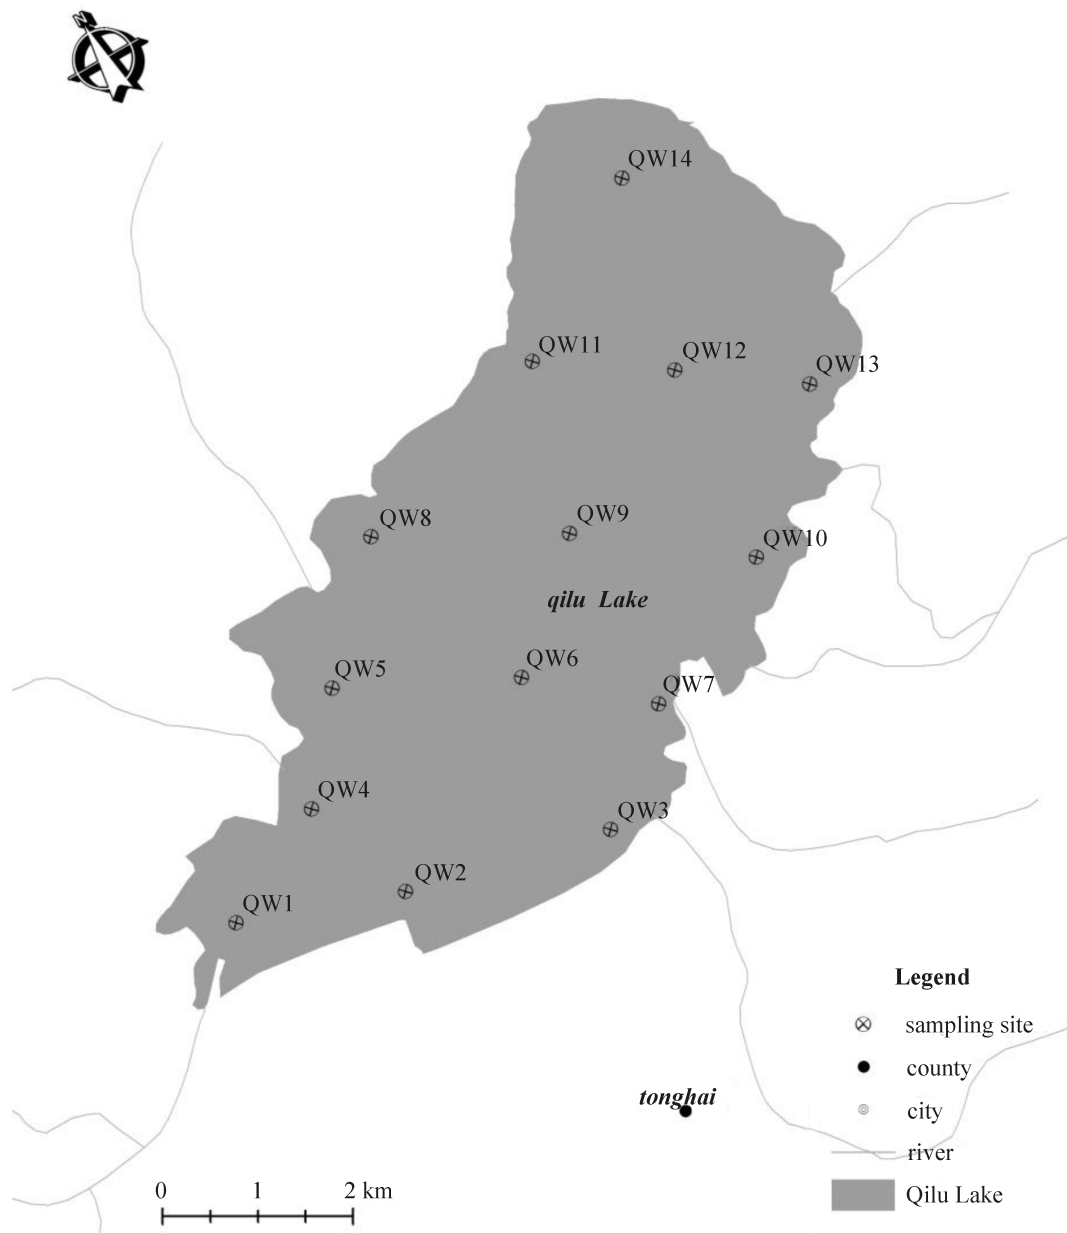 N
QW14
QW11
QW12
QW13
QW8
QW9
QW10
qilu Lake
QW5
QW6
QW7
QW4
QW3
QW2
QW1
Legend
sampling site
county
tonghai
city
river
0 1 2 km
Qilu Lake